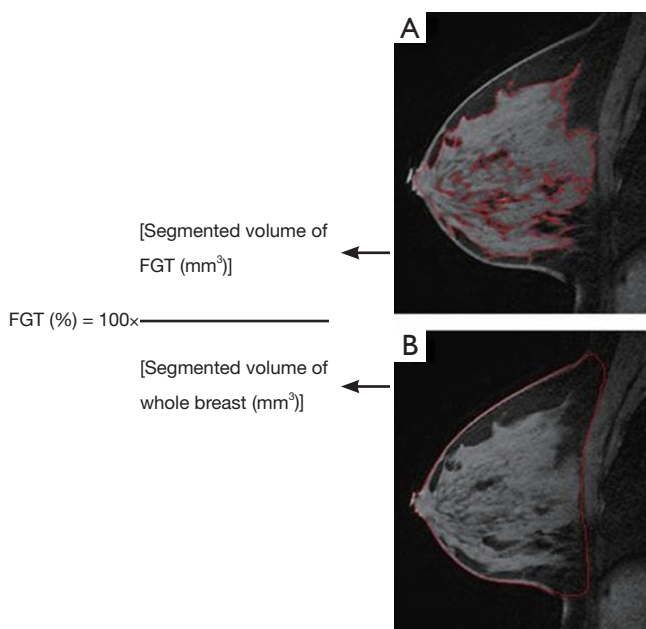 A
[Segmented volume of
FGT (mm³)]
FGT (%) = 100×
[Segmented volume of
whole breast (mm³)]
B